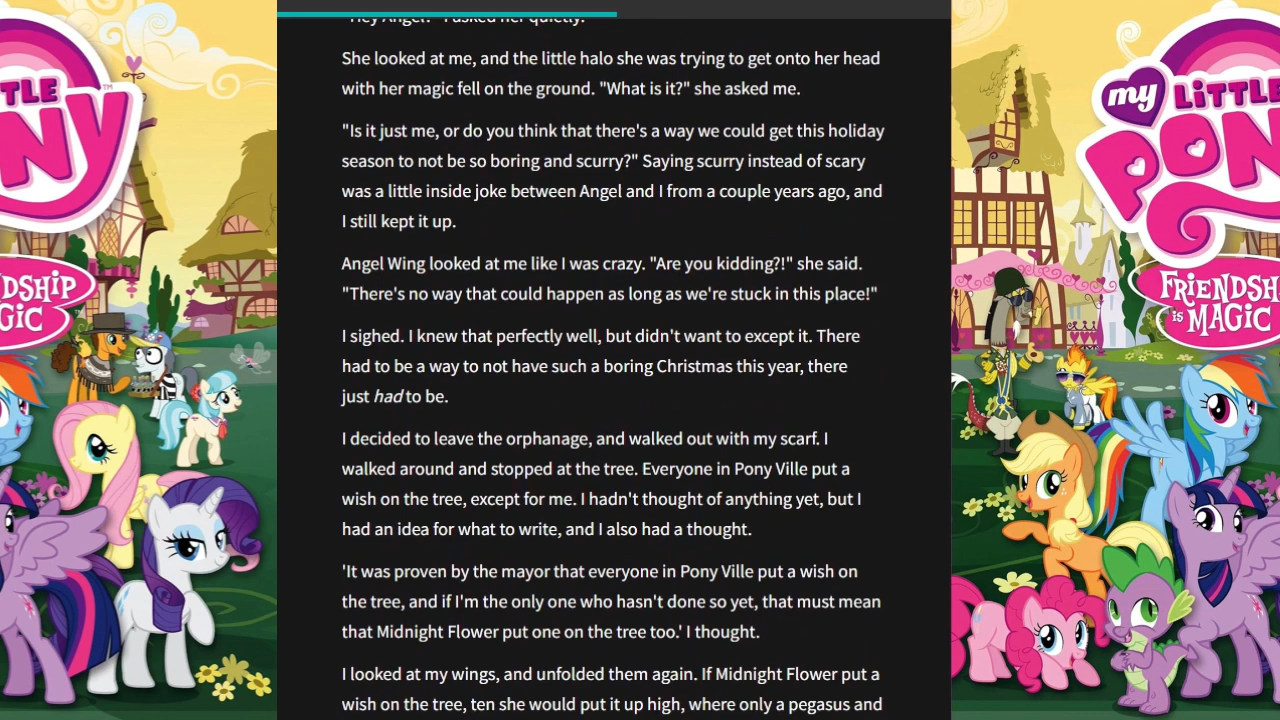 "Hey Angel?" I asked her quietly.
She looked at me, and the little halo she was trying to get onto her head
with her magic fell on the ground. "What is it?" she asked me.
"Is it just me, or do you think that there's a way we could get this holiday
season to not be so boring and scurry?" Saying scurry instead of scary
was a little inside joke between Angel and I from a couple years ago, and
I still kept it up.
Angel Wing looked at me like I was crazy. "Are you kidding?!" she said.
"There's no way that could happen as long as we're stuck in this place!"
I sighed. I knew that perfectly well, but didn't want to except it. There
had to be a way to not have such a boring Christmas this year, there
just had to be.
I decided to leave the orphanage, and walked out with my scarf. I
walked around and stopped at the tree. Everyone in Pony Ville put a
wish on the tree, except for me. I hadn't thought of anything yet, but I
had an idea for what to write, and I also had a thought.
'It was proven by the mayor that everyone in Pony Ville put a wish on
the tree, and if I'm the only one who hasn't done so yet, that must mean
that Midnight Flower put one on the tree too.' I thought.
I looked at my wings, and unfolded them again. If Midnight Flower put a
wish on the tree, ten she would put it up high, where only a pegasus and
TLE
NY
™
DSHIP
GIC
my
LiTTLE
PON
FRiENDSH
is MAGiC